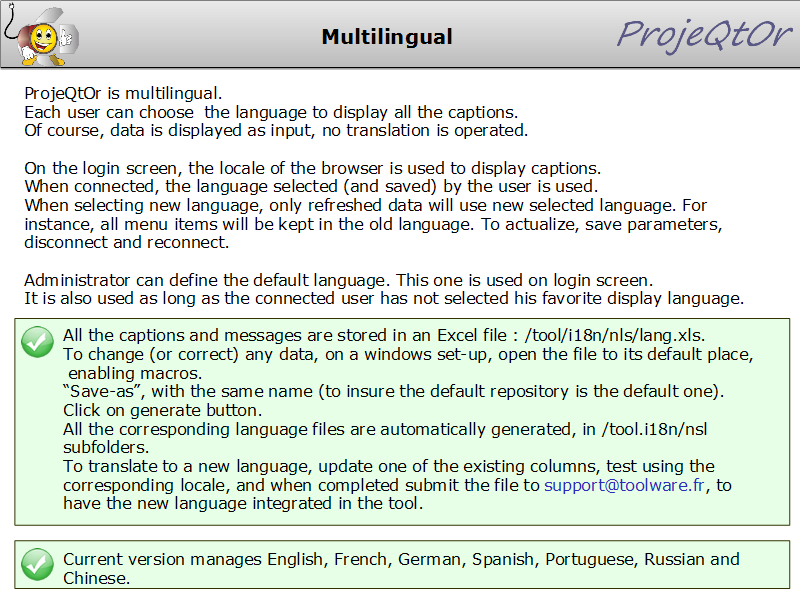 Multilingual
ProjeQtOr
ProjeQtOr is multilingual.
Each user can choose  the language to display all the captions.
Of course, data is displayed as input, no translation is operated.
On the login screen, the locale of the browser is used to display captions.
When connected, the language selected (and saved) by the user is used.
When selecting new language, only refreshed data will use new selected language. For
instance, all menu items will be kept in the old language. To actualize, save parameters,
disconnect and reconnect.
Administrator can define the default language. This one is used on login screen.
It is also used as long as the connected user has not selected his favorite display language.
All the captions and messages are stored in an Excel file : /tool/i18n/nls/lang.xls.
To change (or correct) any data, on a windows set-up, open the file to its default place,
enabling macros.
“Save-as”, with the same name (to insure the default repository is the default one).
Click on generate button.
All the corresponding language files are automatically generated, in /tool.i18n/nsl
subfolders.
To translate to a new language, update one of the existing columns, test using the
corresponding locale, and when completed submit the file to support@toolware.fr, to
have the new language integrated in the tool.
Current version manages English, French, German, Spanish, Portuguese, Russian and
Chinese.